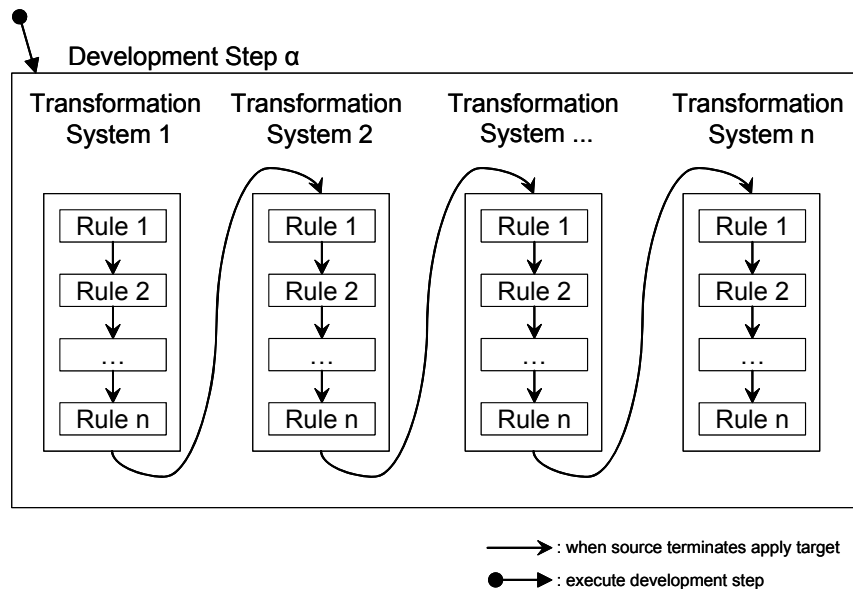 Development Step α
Transformation
System 1
Transformation
System 2
Transformation
System ...
Transformation
System n
Rule 1
Rule 2
...
Rule n
Rule 1
Rule 2
...
Rule n
Rule 1
Rule 2
...
Rule n
Rule 1
Rule 2
...
Rule n
: when source terminates apply target
: execute development step